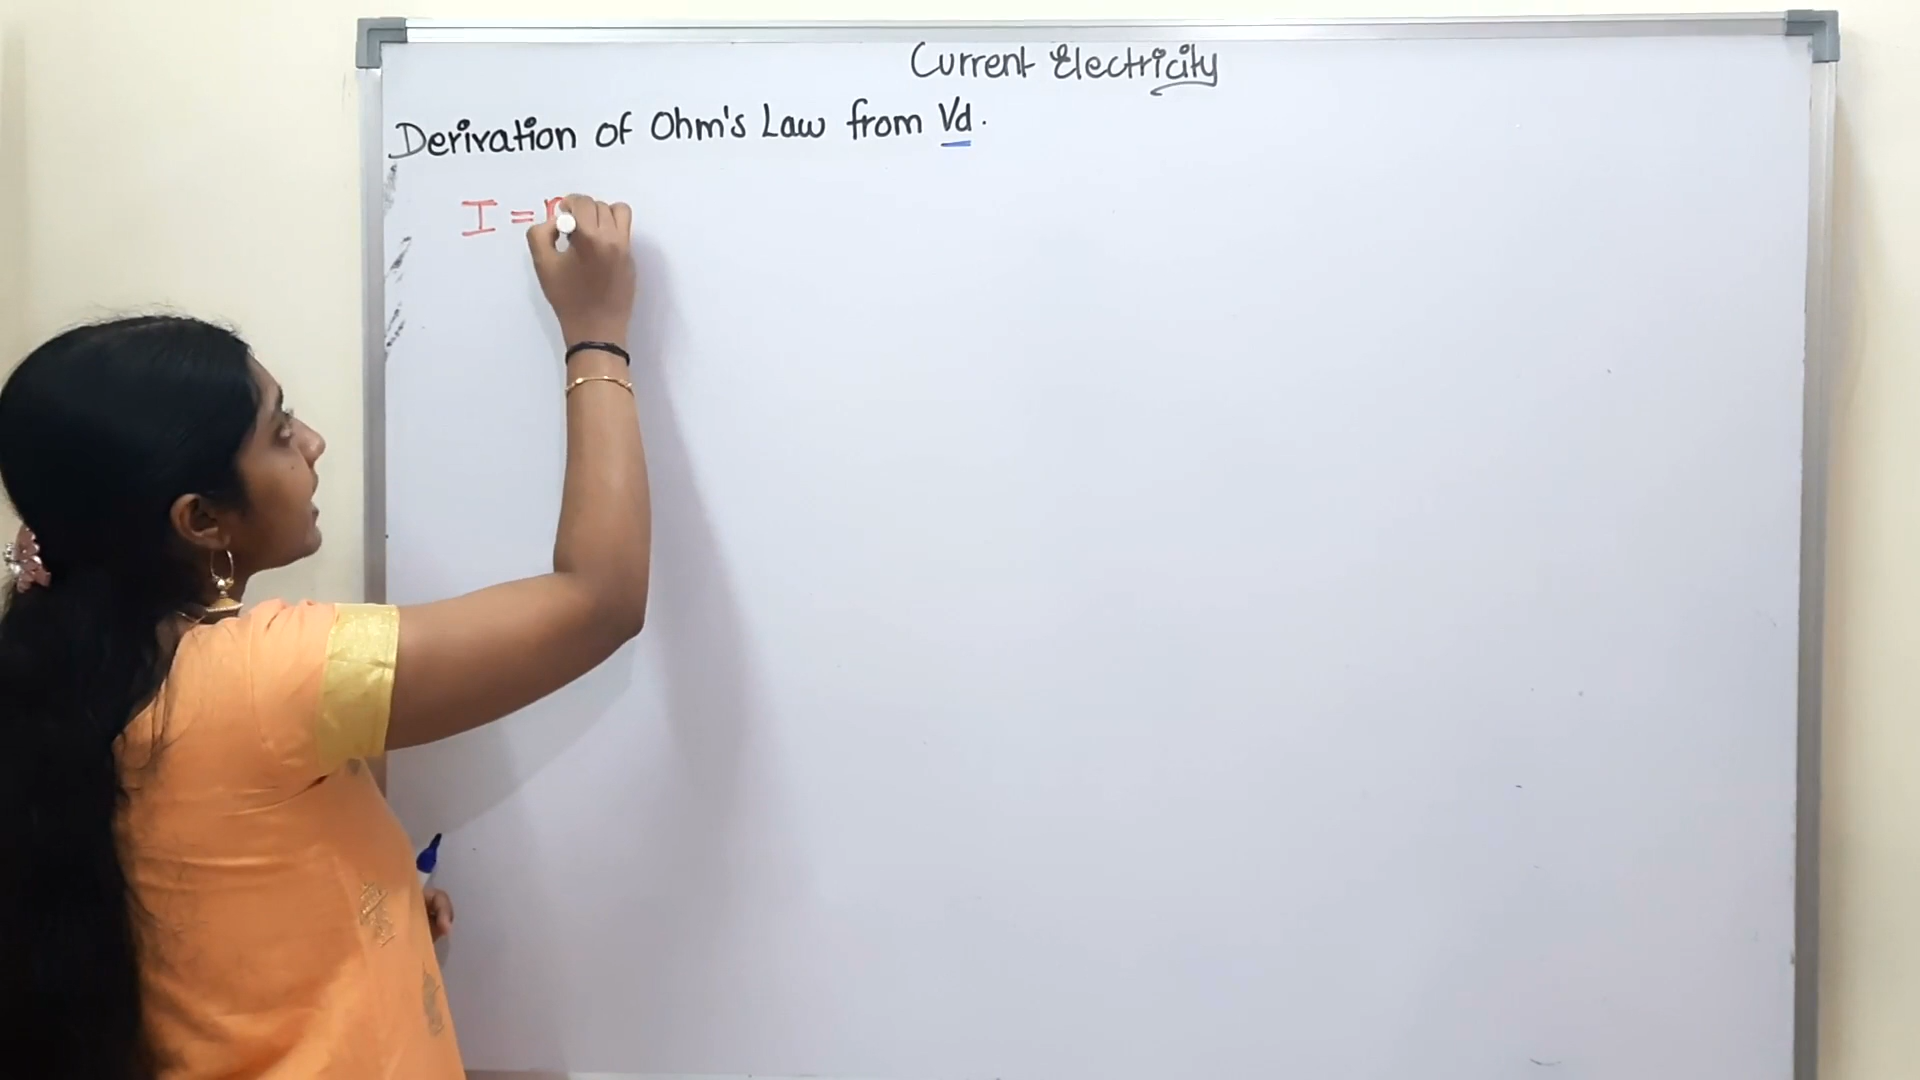 Current Electricity
Derivation of Ohm's Law from Vd.
I = n